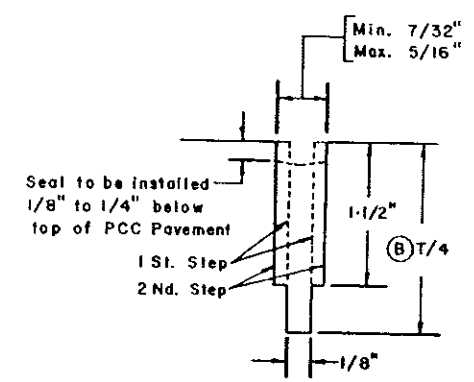 Min. 7/32"
Max. 5/16"
Seal to be installed
1/8" to 1/4" below
top of PCC Pavement
1-1/2"
B T/4
1 St. Step
2 Nd. Step
1/8"